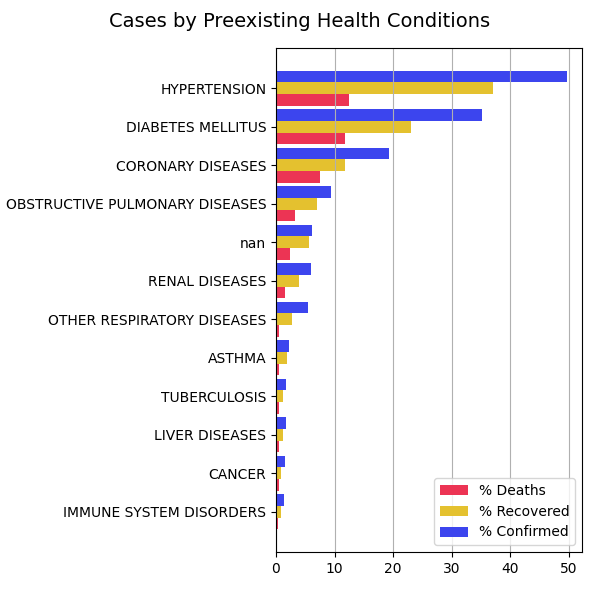 Cases by Preexisting Health Conditions
HYPERTENSION
DIABETES MELLITUS
CORONARY DISEASES
OBSTRUCTIVE PULMONARY DISEASES
nan
RENAL DISEASES
OTHER RESPIRATORY DISEASES
ASTHMA
TUBERCULOSIS
LIVER DISEASES
CANCER
IMMUNE SYSTEM DISORDERS
% Deaths
% Recovered
% Confirmed
0 10 20 30 40 50